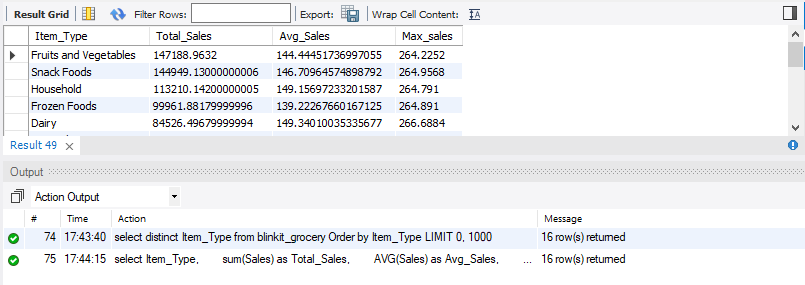 Result Grid Filter Rows: Export: Wrap Cell Content: IA
Item_Type Total_Sales Avg_Sales Max_sales
Fruits and Vegetables 147188.9632 144.44451736997055 264.2252
Snack Foods 144949.13000000006 146.70964574898792 264.9568
Household 113210.14200000005 149.15697233201587 264.791
Frozen Foods 99961.88179999996 139.22267660167125 264.891
Dairy 84526.49679999994 149.34010035335677 266.6884
Result 49
Output
Action Output
# Time Action Message
74 17:43:40 select distinct Item_Type from blinkit_grocery Order by Item_Type LIMIT 0, 1000 16 row(s) returned
75 17:44:15 select Item_Type, sum(Sales) as Total_Sales, AVG(Sales) as Avg_Sales, ... 16 row(s) returned